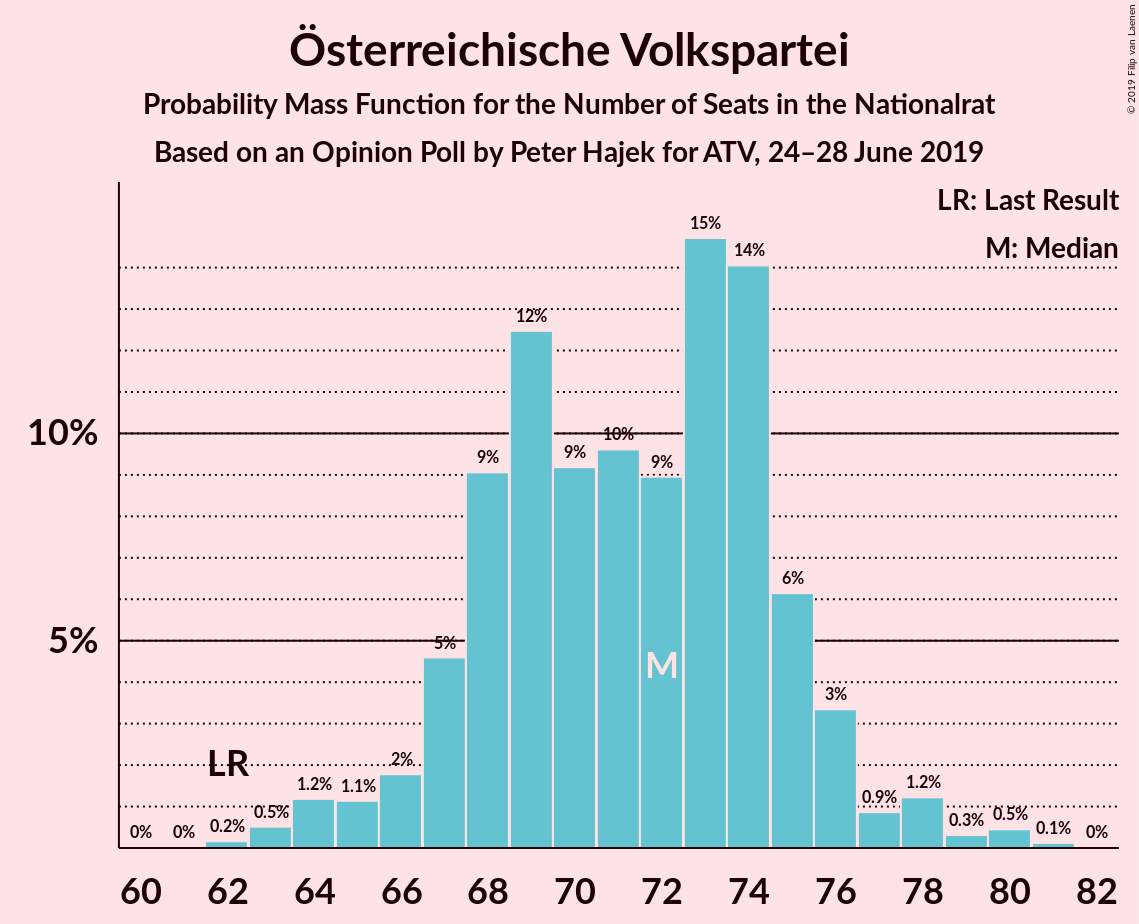 Österreichische Volkspartei
Probability Mass Function for the Number of Seats in the Nationalrat
Based on an Opinion Poll by Peter Hajek for ATV, 24–28 June 2019
© 2019 Filip van Laenen
LR: Last Result
M: Median
10%
5%
0%
0%
0.2%
0.5%
1.2%
1.1%
2%
5%
9%
12%
9%
10%
9%
15%
14%
6%
3%
0.9%
1.2%
0.3%
0.5%
0.1%
0%
LR
M
60 62 64 66 68 70 72 74 76 78 80 82